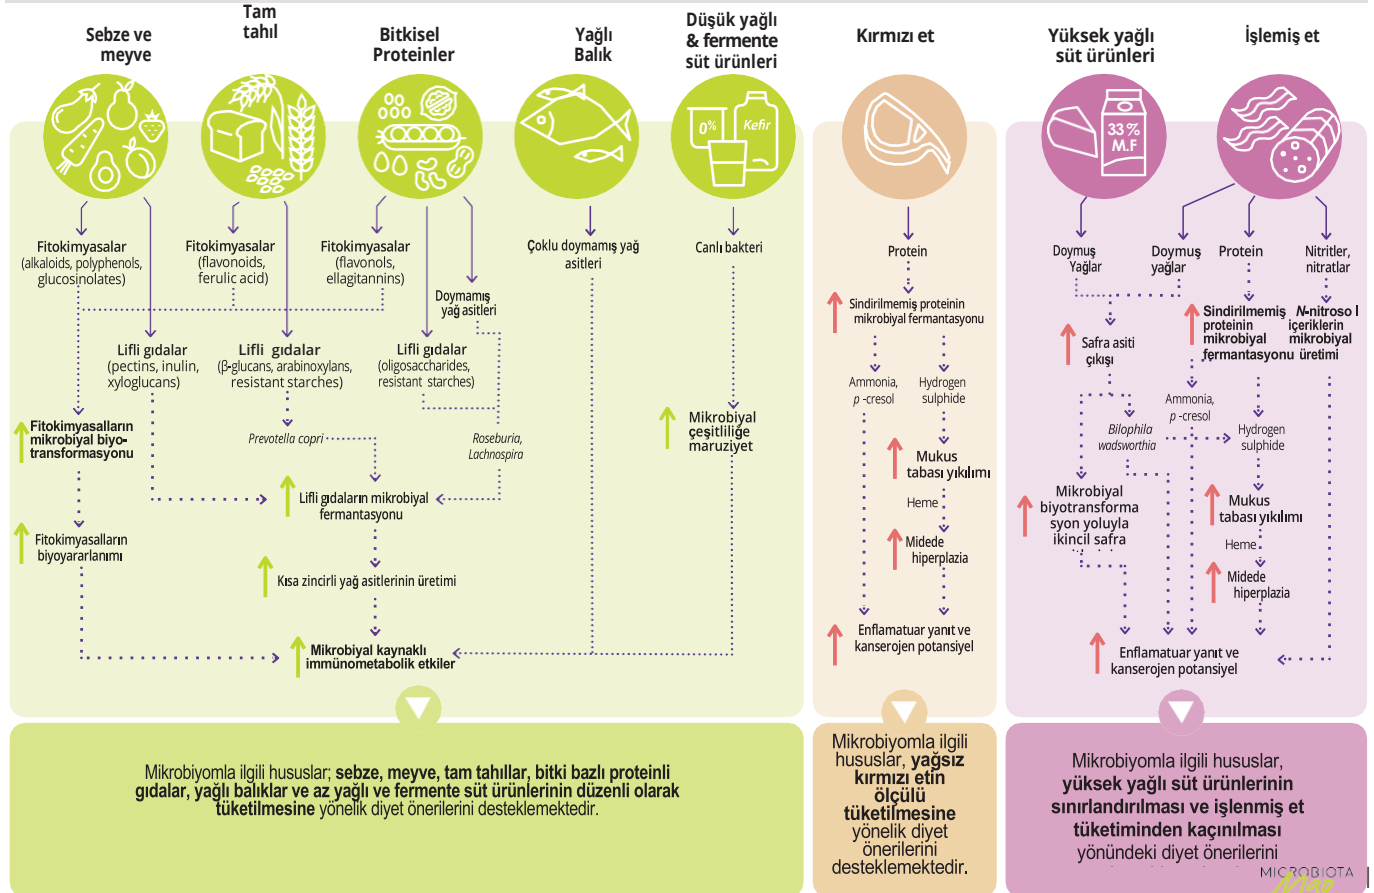 Sebze ve
meyve
Tam
tahıl
Bitkisel
Proteinler
Yağlı
Balık
Düşük yağlı
& fermente
süt ürünleri
Kırmızı et
Yüksek yağlı
süt ürünleri
İşlemiş et
0%
Kefir
33%
M.F
Fitokimyasalar
(alkaloids, polyphenols,
glucosinolates)
Fitokimyasalar
(flavonoids,
ferulic acid)
Fitokimyasalar
(flavonols,
ellagitannins)
Doymamış
yağ asitleri
Çoklu doymamış yağ
asitleri
Canlı bakteri
Lifli gıdalar
(pectins, inulin,
xyloglucans)
Lifli gıdalar
(β-glucans, arabinoxylans,
resistant starches)
Lifli gıdalar
(oligosaccharides,
resistant starches)
Fitokimyasalların
mikrobiyal biyo-
transformasyonu
Prevotella copri
Roseburia,
Lachnospira
Mikrobiyal
çeşitliliğe
maruziyet
Lifli gıdaların mikrobiyal
fermantasyonu
Fitokimyasalların
biyoyararlanımı
Kısa zincirli yağ asitlerinin üretimi
Mikrobiyal kaynaklı
immünometabolik etkiler
Protein
Sindirilmemiş proteinin
mikrobiyal fermantasyonu
Ammonia,
p -cresol
Hydrogen
sulphide
Mukus
tabası yıkılımı
Heme
Midede
hiperplazia
Enflamatuar yanıt ve
kanserojen potansiyel
Doymuş
Yağlar
Doymuş
yağlar
Protein
Nitritler,
nitratlar
Safra asiti
çıkışı
Sindirilmemiş
proteinin
mikrobiyal
fermantasyonu
N-nitroso l
içeriklerin
mikrobiyal
üretimi
Ammonia,
p -cresol
Bilophila
wadsworthia
Hydrogen
sulphide
Mikrobiyal
biyotransforma
syon yoluyla
ikincil safra
Mukus
tabası yıkılımı
Heme
Midede
hiperplazia
Enflamatuar yanıt ve
kanserojen potansiyel
Mikrobiyomla ilgili hususlar; sebze, meyve, tam tahıllar, bitki bazlı proteinli
gıdalar, yağlı balıklar ve az yağlı ve fermente süt ürünlerinin düzenli olarak
tüketilmesine yönelik diyet önerilerini desteklemektedir.
Mikrobiyomla ilgili
hususlar, yağsız
kırmızı etin
ölçülü
tüketilmesine
yönelik diyet
önerilerini
desteklemektedir.
Mikrobiyomla ilgili hususlar,
yüksek yağlı süt ürünlerinin
sınırlandırılması ve işlenmiş et
tüketiminden kaçınılması
yönündeki diyet önerilerini
MICROBIOTA
Map